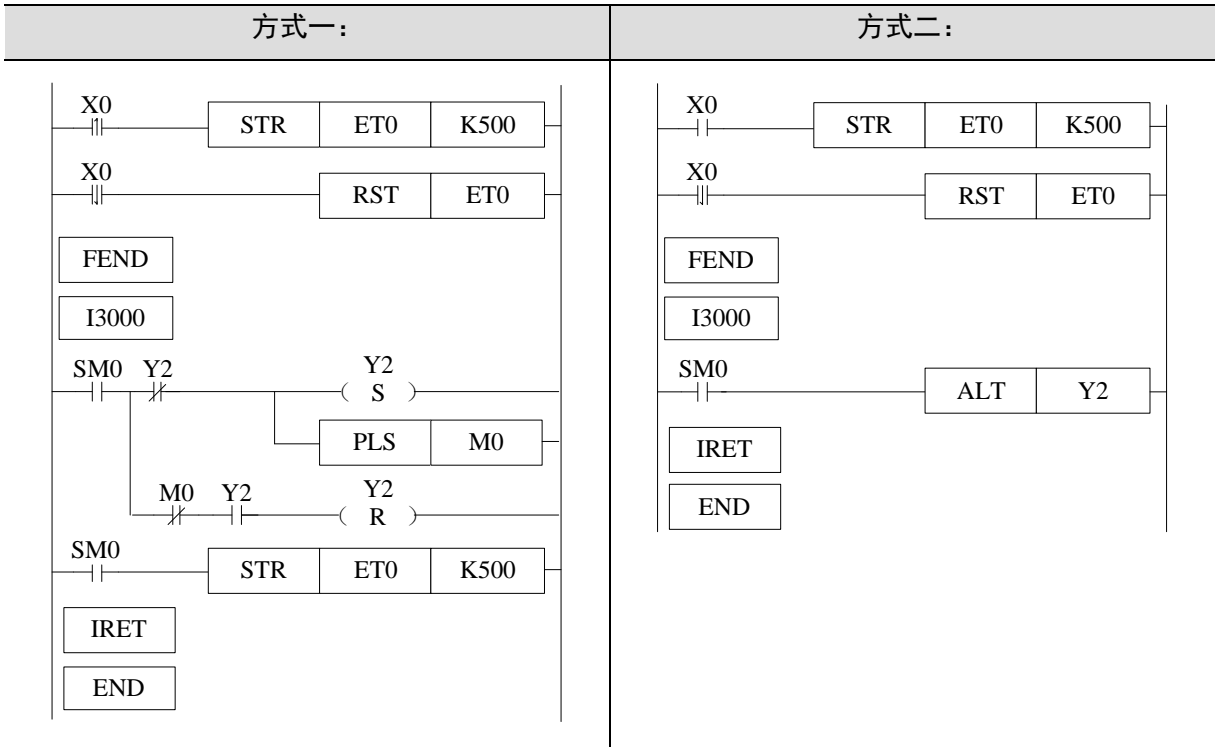 方式一：
X0
STR ET0 K500
X0
RST ET0
FEND
I3000
SM0 Y2 Y2
( S )
PLS M0
M0 Y2 Y2
( R )
SM0
STR ET0 K500
IRET
END
方式二：
X0
STR ET0 K500
X0
RST ET0
FEND
I3000
SM0
ALT Y2
IRET
END